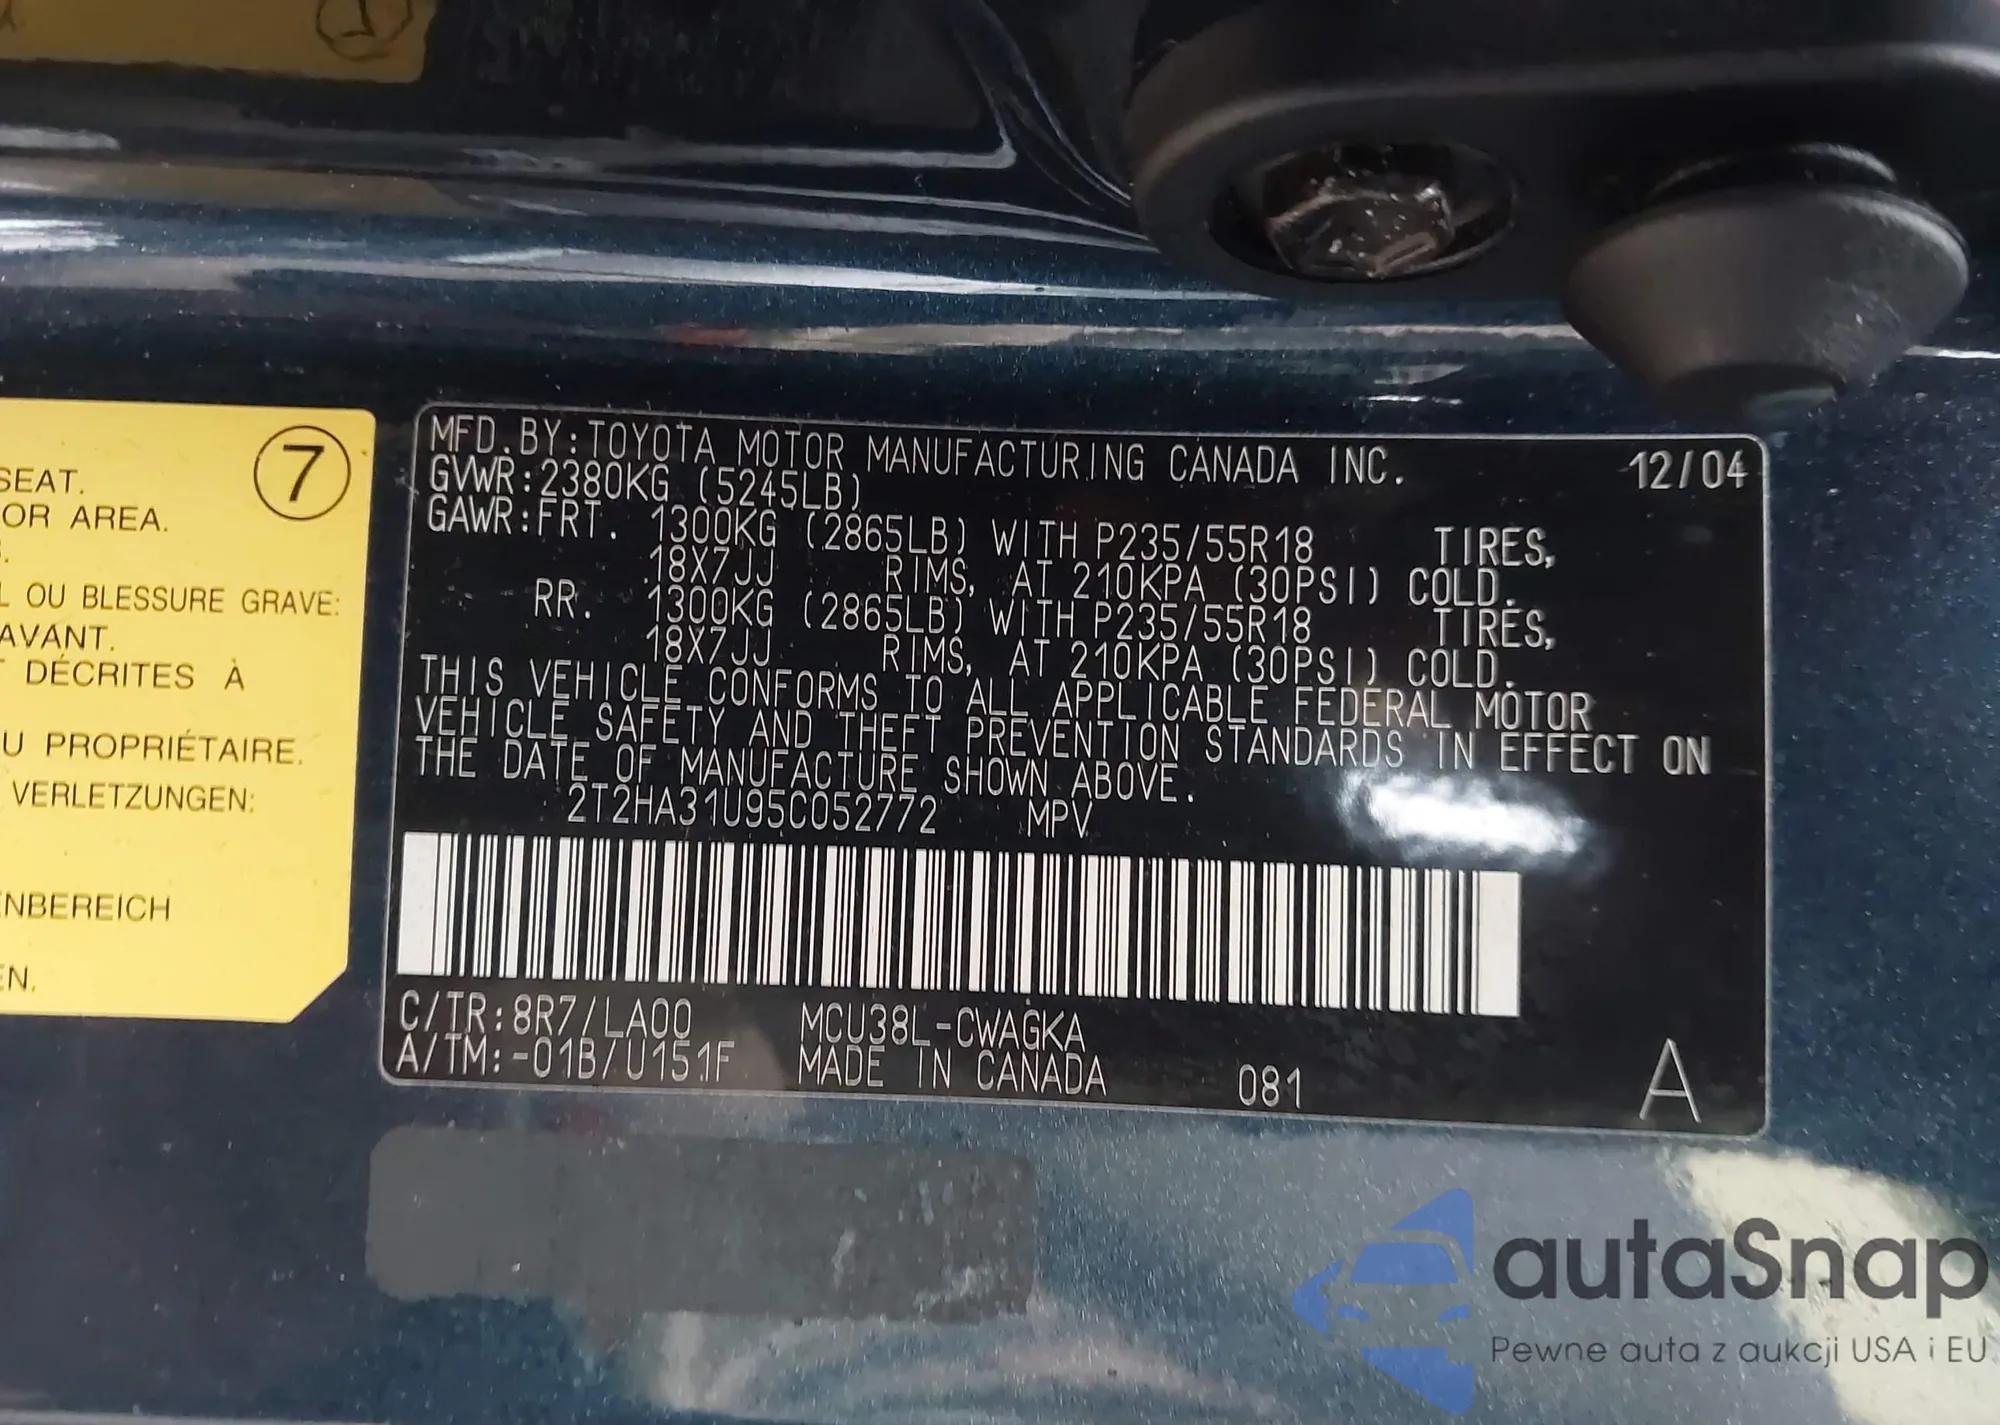 7
SEAT.
OR AREA.
OU BLESSURE GRAVE:
AVANT.
DÉCRITES À
U PROPRIÉTAIRE.
VERLETZUNGEN:
NBEREICH
EN.
MFD.BY:TOYOTA MOTOR MANUFACTURING CANADA INC. 12/04
GVWR:2380KG (5245LB)
GAWR:FRT. 1300KG (2865LB) WITH P235/55R18 TIRES,
18X7JJ RIMS, AT 210KPA (30PSI) COLD.
RR. 1300KG (2865LB) WITH P235/55R18 TIRES,
18X7JJ RIMS, AT 210KPA (30PSI) COLD.
THIS VEHICLE CONFORMS TO ALL APPLICABLE FEDERAL MOTOR
VEHICLE SAFETY AND THEFT PREVENTION STANDARDS IN EFFECT ON
THE DATE OF MANUFACTURE SHOWN ABOVE.
2T2HA31U95C052772 MPV
C/TR:8R7/LA00 MCU38L-CWAGKA
A/TM:-01B/U151F MADE IN CANADA 081 A
autaSnap
Pewne auta z aukcji USA i EU